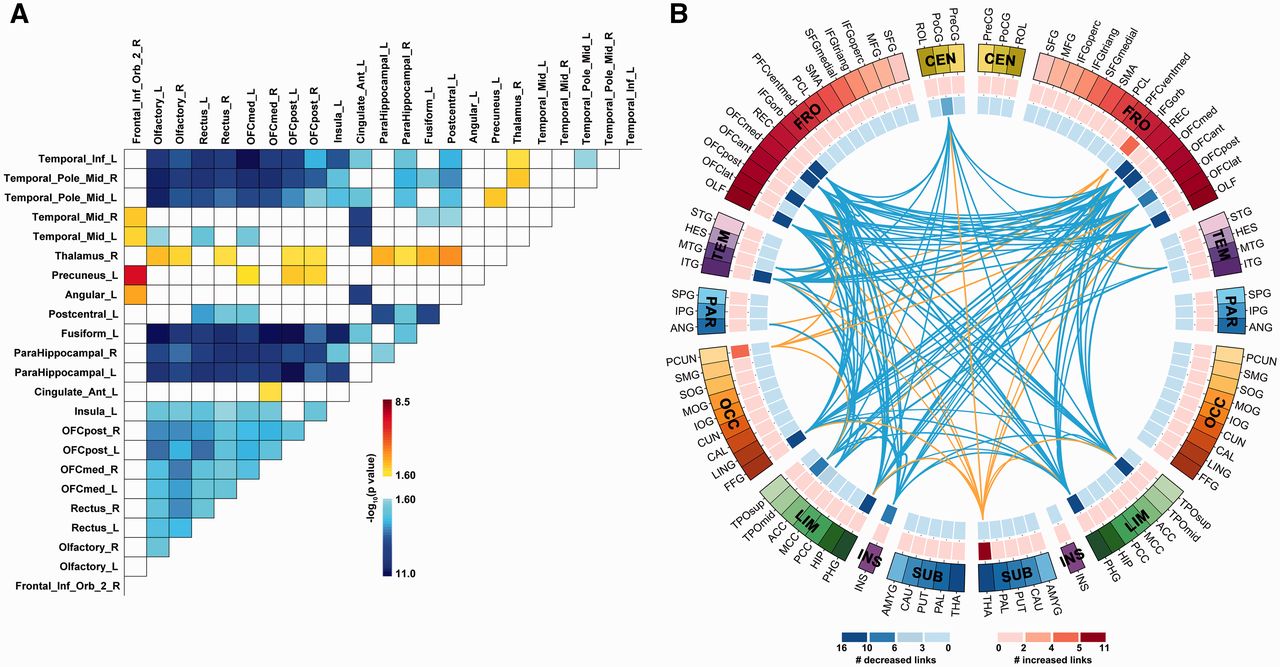 A
Frontal_Inf_Orb_2_R
Olfactory_L
Olfactory_R
Rectus_L
Rectus_R
OFCmed_L
OFCmed_R
OFCpost_L
OFCpost_R
Insula_L
Cingulate_Ant_L
ParaHippocampal_L
ParaHippocampal_R
Fusiform_L
Postcentral_L
Angular_L
Precuneus_L
Thalamus_R
Temporal_Mid_L
Temporal_Mid_R
Temporal_Pole_Mid_L
Temporal_Pole_Mid_R
Temporal_Inf_L
Temporal_Inf_L
Temporal_Pole_Mid_R
Temporal_Pole_Mid_L
Temporal_Mid_R
Temporal_Mid_L
Thalamus_R
Precuneus_L
Angular_L
Postcentral_L
Fusiform_L
ParaHippocampal_R
ParaHippocampal_L
Cingulate_Ant_L
Insula_L
OFCpost_R
OFCpost_L
OFCmed_R
OFCmed_L
Rectus_R
Rectus_L
Olfactory_R
Olfactory_L
Frontal_Inf_Orb_2_R
8.5
1.60
1.60
11.0
-log10(p value)
B
ROL
PoCG
PreCG
CEN
SFG
MFG
IFGoperc
IFGtriang
SFGmedial
SMA
PCL
PFCventmed
IFGorb
REC
OFCmed
OFCant
OFCpost
OFClat
OLF
FRO
STG
HES
MTG
ITG
TEM
SPG
IPG
ANG
PAR
PCUN
SMG
SOG
MOG
IOG
CUN
CAL
LING
FFG
OCC
TPOsup
TPOmid
ACC
MCC
PCC
HIP
PHG
LIM
INS
INS
AMYG
CAU
PUT
PAL
THA
SUB
PreCG
PoCG
ROL
CEN
SFG
MFG
IFGoperc
IFGtriang
SFGmedial
SMA
PCL
PFCventmed
IFGorb
REC
OFCmed
OFCant
OFCpost
OFClat
OLF
FRO
STG
HES
MTG
ITG
TEM
SPG
IPG
ANG
PAR
PCUN
SMG
SOG
MOG
IOG
CUN
CAL
LING
FFG
OCC
TPOsup
TPOmid
ACC
MCC
PCC
HIP
PHG
LIM
INS
INS
AMYG
CAU
PUT
PAL
THA
SUB
16 10 6 3 0
# decreased links
0 2 4 5 11
# increased links